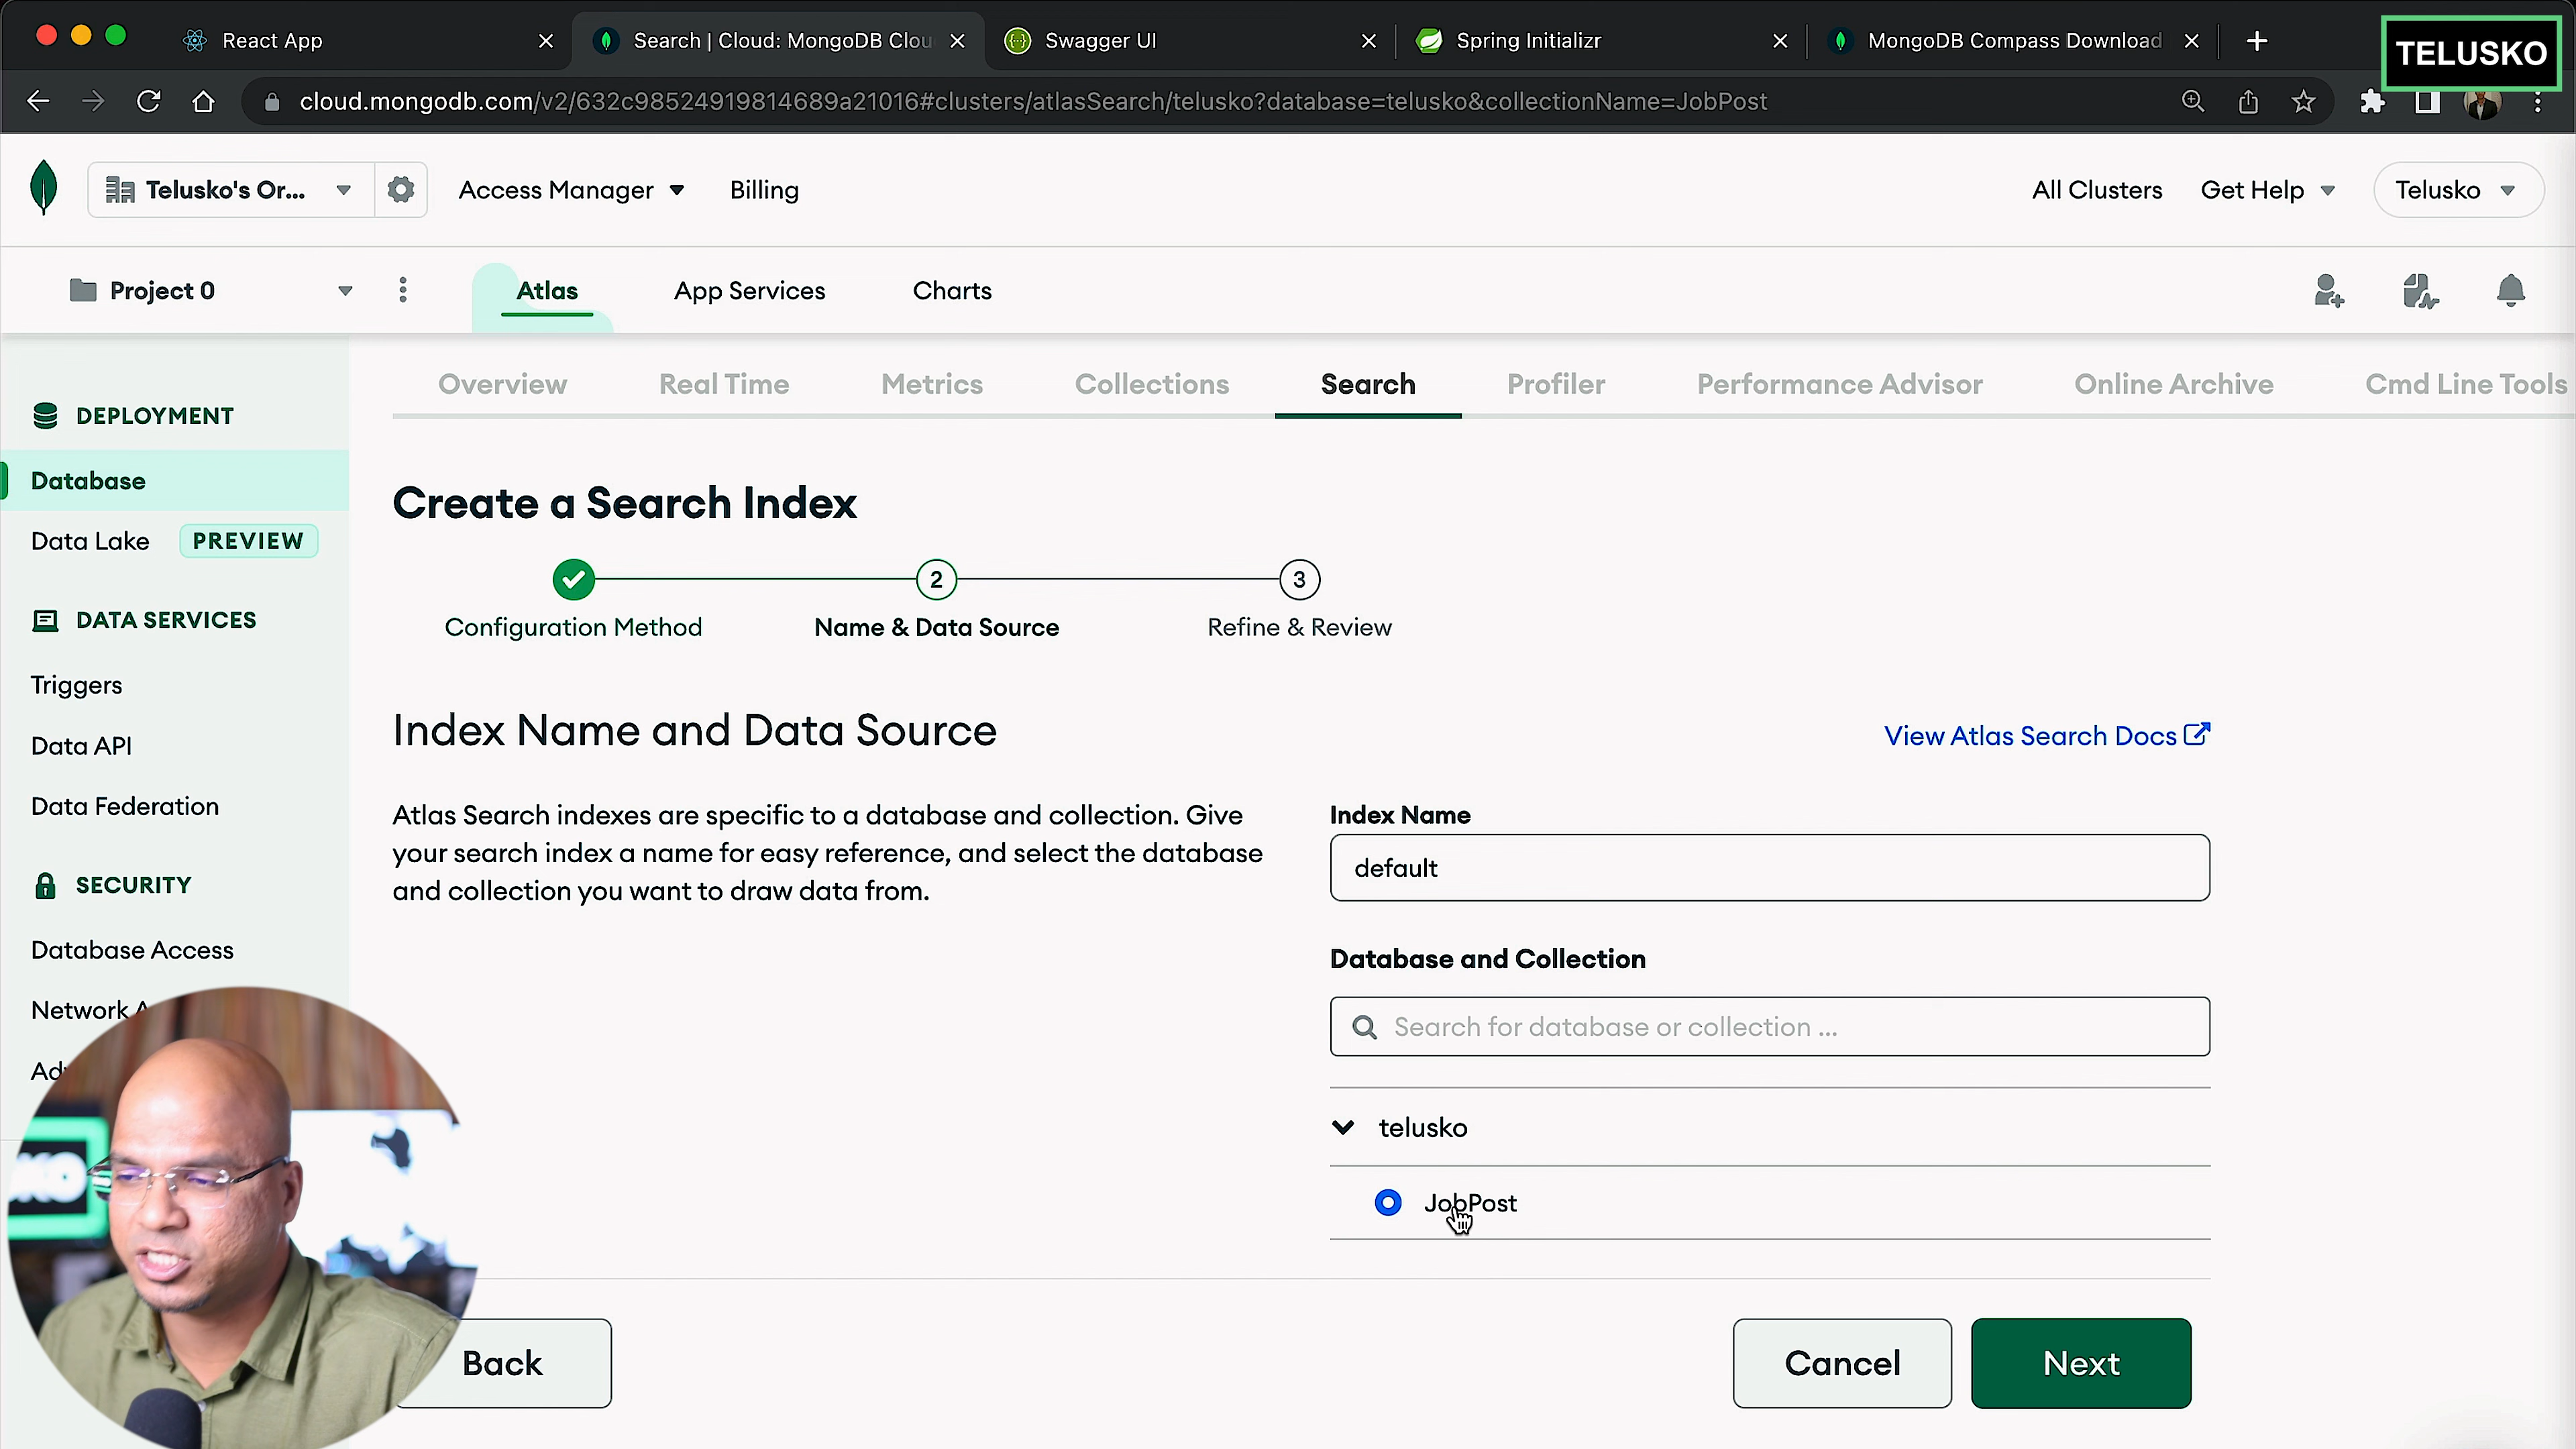 React App
Search | Cloud: MongoDB Clou
Swagger UI
Spring Initializr
MongoDB Compass Download
TELUSKO
cloud.mongodb.com/v2/632c98524919814689a21016#clusters/atlasSearch/telusko?database=telusko&collectionName=JobPost
Telusko's Or...
Access Manager
Billing
All Clusters
Get Help
Telusko
Project 0
Atlas
App Services
Charts
Overview
Real Time
Metrics
Collections
Search
Profiler
Performance Advisor
Online Archive
Cmd Line Tools
DEPLOYMENT
Database
Data Lake
PREVIEW
DATA SERVICES
Triggers
Data API
Data Federation
SECURITY
Database Access
Network A
Ad
Create a Search Index
2
3
Configuration Method
Name & Data Source
Refine & Review
Index Name and Data Source
View Atlas Search Docs
Atlas Search indexes are specific to a database and collection. Give
your search index a name for easy reference, and select the database
and collection you want to draw data from.
Index Name
default
Database and Collection
Search for database or collection ...
telusko
JobPost
Back
Cancel
Next